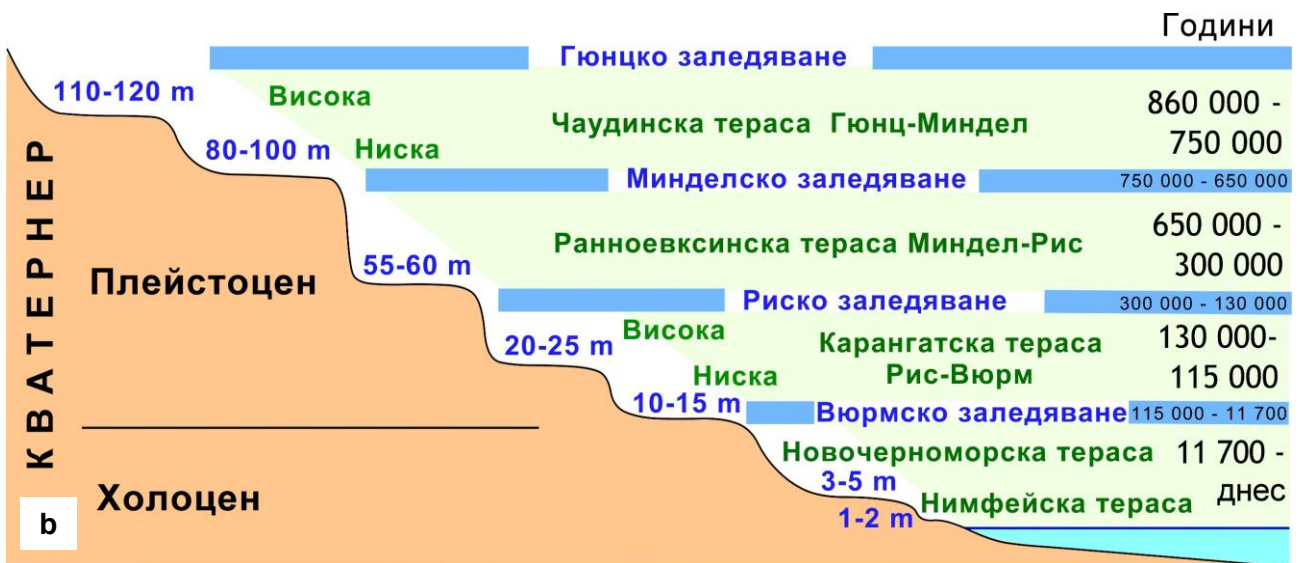 Години
Гюнцко заледяване
110-120 m
Висока
860 000 -
Чаудинска тераса Гюнц-Миндел
750 000
80-100 m
Ниска
Минделско заледяване
750 000 - 650 000
650 000 -
Ранноевксинска тераса Миндел-Рис
300 000
55-60 m
Плейстоцен
Риско заледяване
300 000 - 130 000
Висока
130 000-
20-25 m
Карангатска тераса
Рис-Вюрм
115 000
Ниска
10-15 m
Вюрмско заледяване
115 000 - 11 700
Новочерноморска тераса
11 700 -
днес
3-5 m
Холоцен
Нимфейска тераса
1-2 m
КВАТЕРНЕР
b